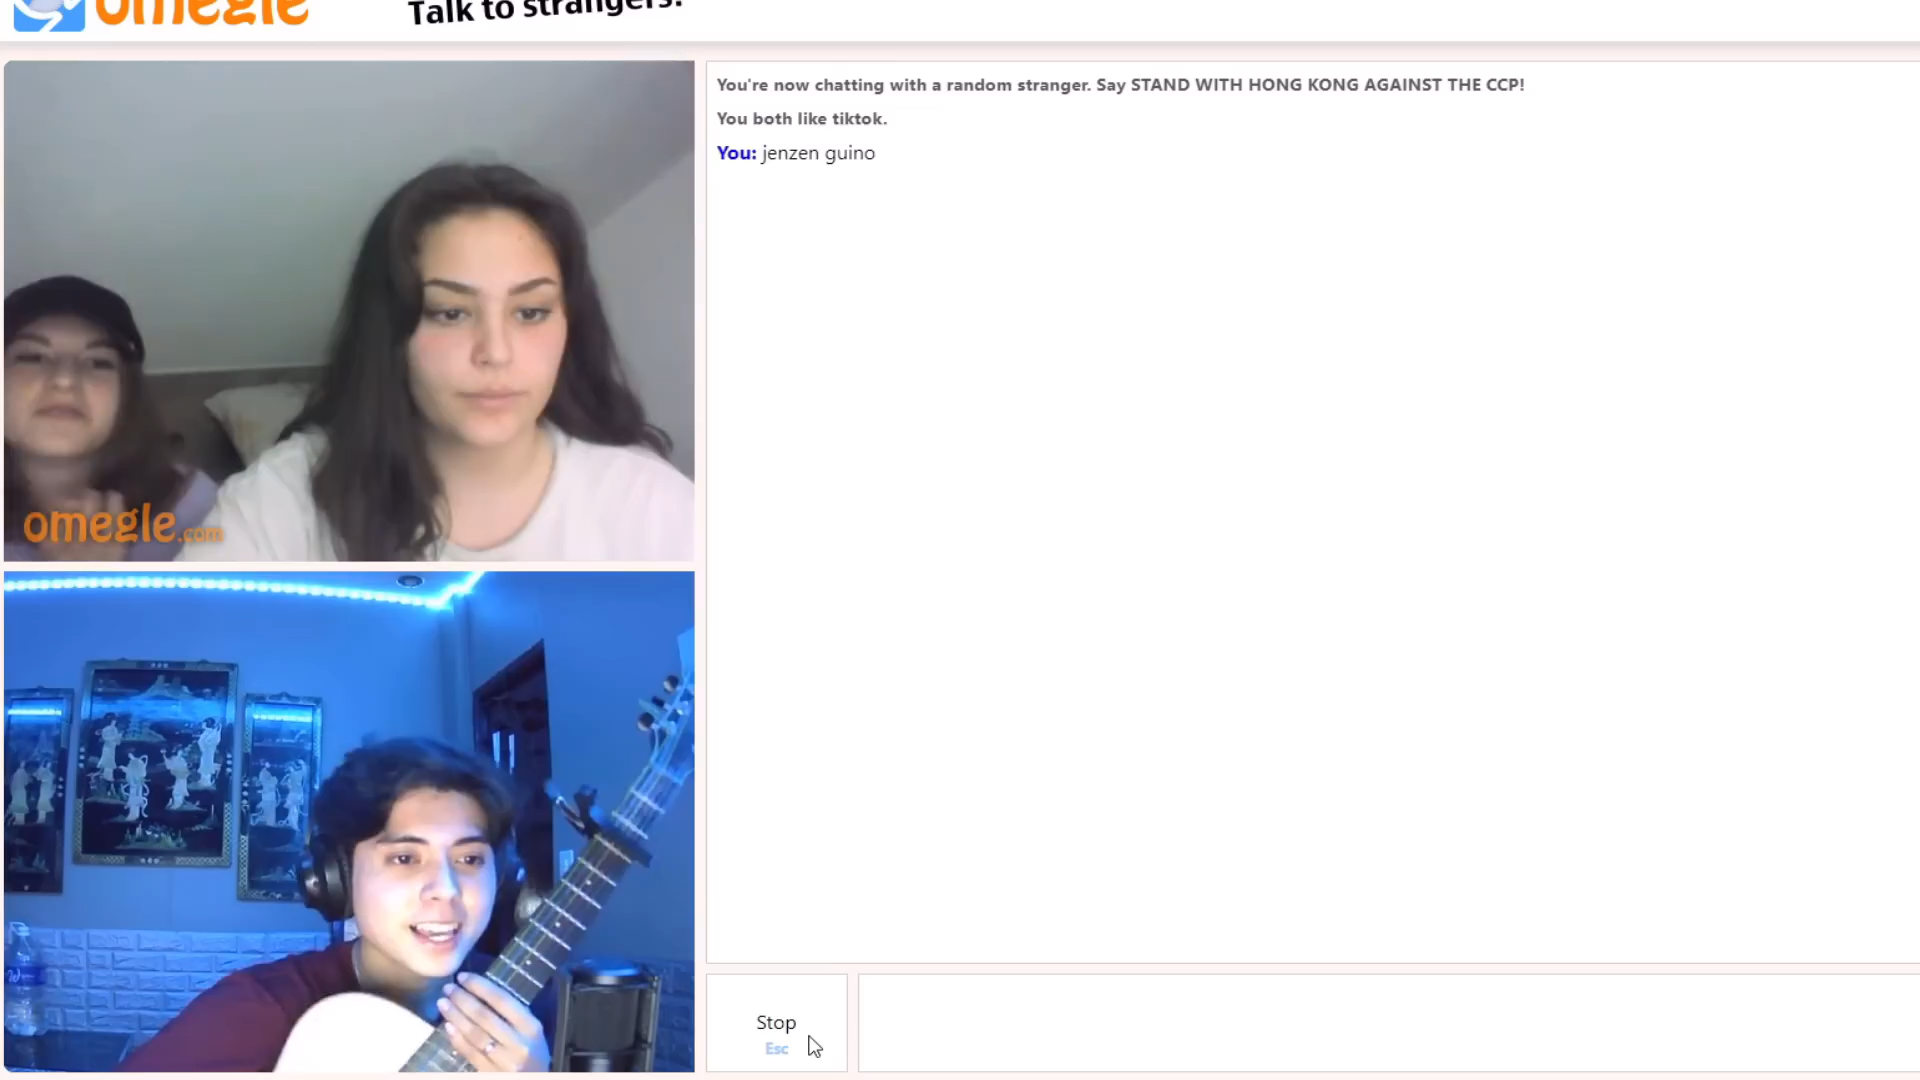 omegle
Talk to strangers!
You're now chatting with a random stranger. Say STAND WITH HONG KONG AGAINST THE CCP!
You both like tiktok.
You: jenzen guino
omegle.com
Stop
Esc